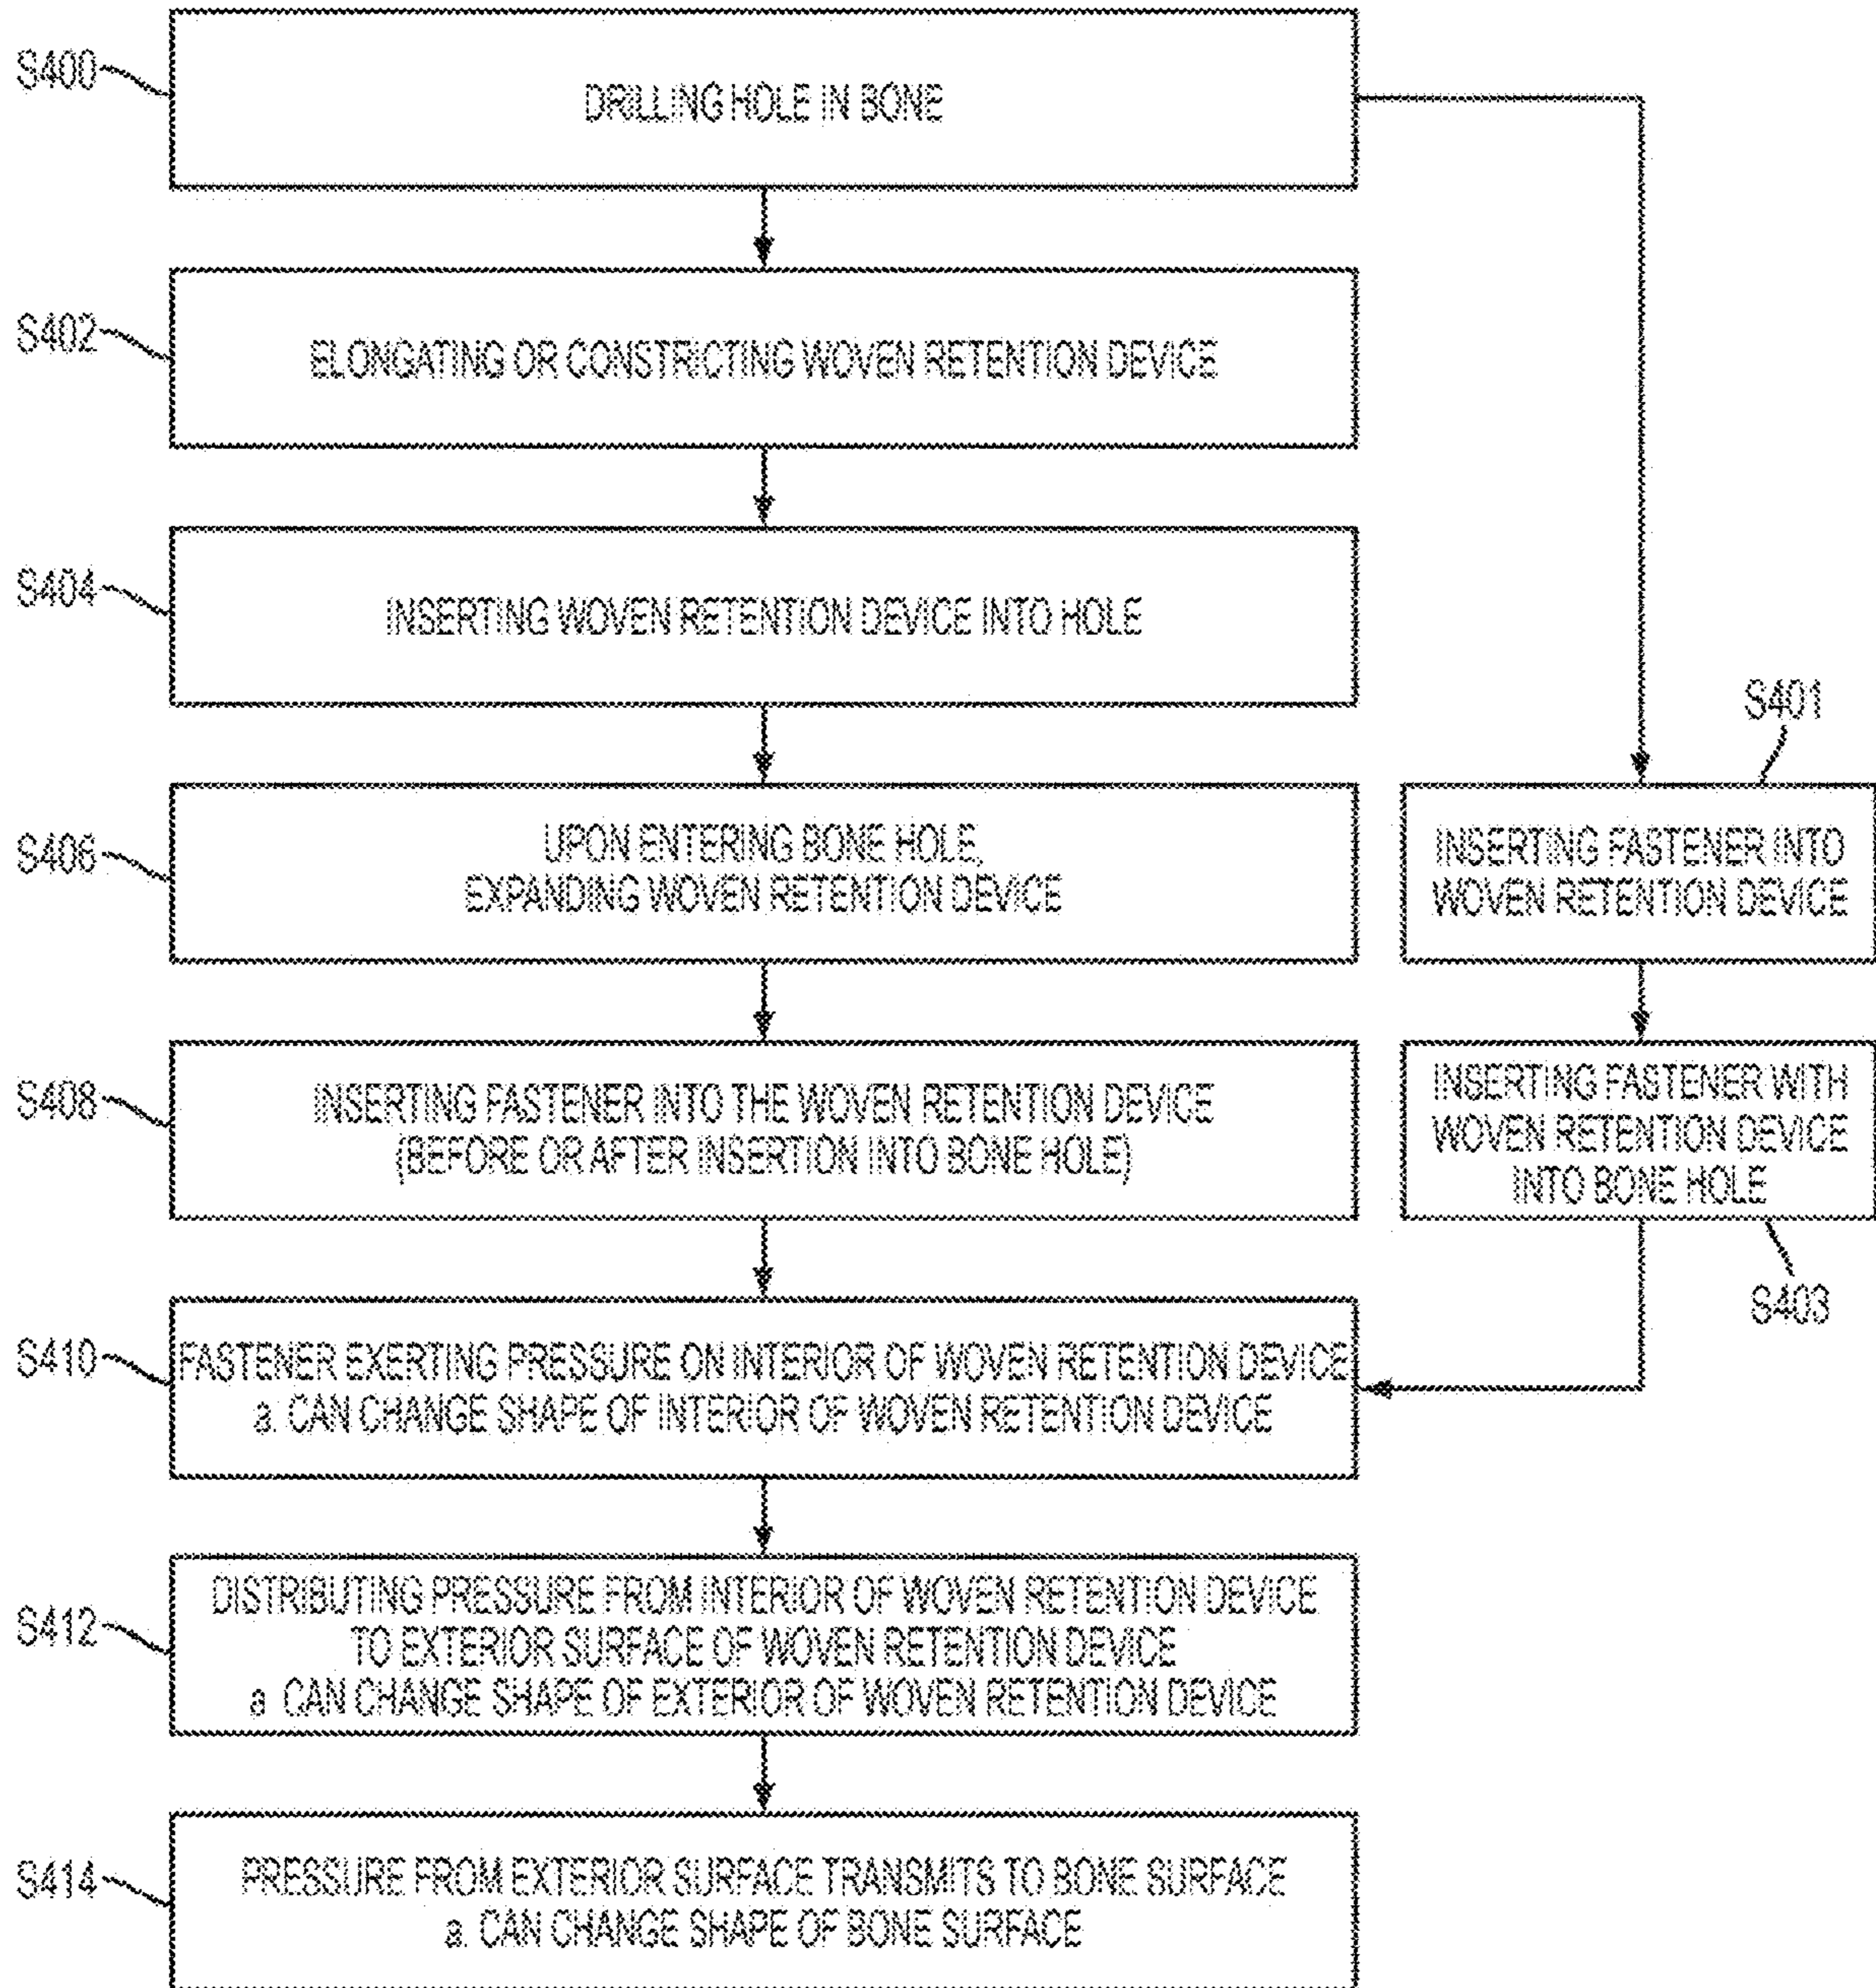 S400
DRILLING HOLE IN BONE
S402
ELONGATING OR CONSTRICTING WOVEN RETENTION DEVICE
S404
INSERTING WOVEN RETENTION DEVICE INTO HOLE
S401
S406
UPON ENTERING BONE HOLE,
EXPANDING WOVEN RETENTION DEVICE
INSERTING FASTENER INTO
WOVEN RETENTION DEVICE
S408
INSERTING FASTENER INTO THE WOVEN RETENTION DEVICE
(BEFORE OR AFTER INSERTION INTO BONE HOLE)
INSERTING FASTENER WITH
WOVEN RETENTION DEVICE
INTO BONE HOLE
S403
S410
FASTENER EXERTING PRESSURE ON INTERIOR OF WOVEN RETENTION DEVICE
a. CAN CHANGE SHAPE OF INTERIOR OF WOVEN RETENTION DEVICE
S412
DISTRIBUTING PRESSURE FROM INTERIOR OF WOVEN RETENTION DEVICE
TO EXTERIOR SURFACE OF WOVEN RETENTION DEVICE
a CAN CHANGE SHAPE OF EXTERIOR OF WOVEN RETENTION DEVICE
S414
PRESSURE FROM EXTERIOR SURFACE TRANSMITS TO BONE SURFACE
a. CAN CHANGE SHAPE OF BONE SURFACE